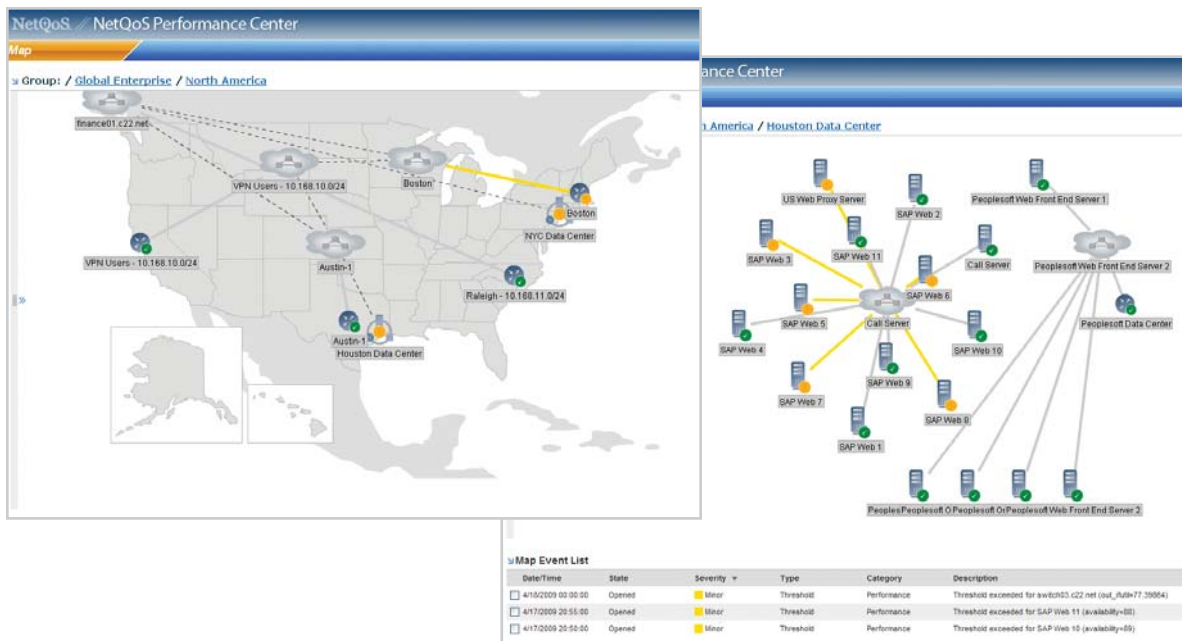 NetQoS // NetQoS Performance Center
Map
Group: / Global Enterprise / North America
finance01.c22.net
VPN Users - 10.168.10.0/24
Boston
Boston
NYC Data Center
VPN Users - 10.168.10.0/24
Austin-1
Raleigh - 10.168.11.0/24
Austin-1
Houston Data Center
ance Center
America / Houston Data Center
US Web Proxy Server
SAP Web 2
Peoplesoft Web Front End Server 1
SAP Web 3
SAP Web 11
Call Server
Peoplesoft Web Front End Server 2
SAP Web 6
SAP Web 5
Call Server
Peoplesoft Data Center
SAP Web 4
SAP Web 10
SAP Web 9
SAP Web 7
SAP Web 8
SAP Web 1
Peoples Peoplesoft O Peoplesoft Or Peoplesoft Web Front End Server 2
Map Event List
Date/Time State Severity Type Category Description
4/18/2009 00:00:00 Opened Minor Threshold Performance Threshold exceeded for switch03.c22.net (out_ifutil=77.39864)
4/17/2009 20:55:00 Opened Minor Threshold Performance Threshold exceeded for SAP Web 11 (availability=88)
4/17/2009 20:50:00 Opened Minor Threshold Performance Threshold exceeded for SAP Web 10 (availability=89)